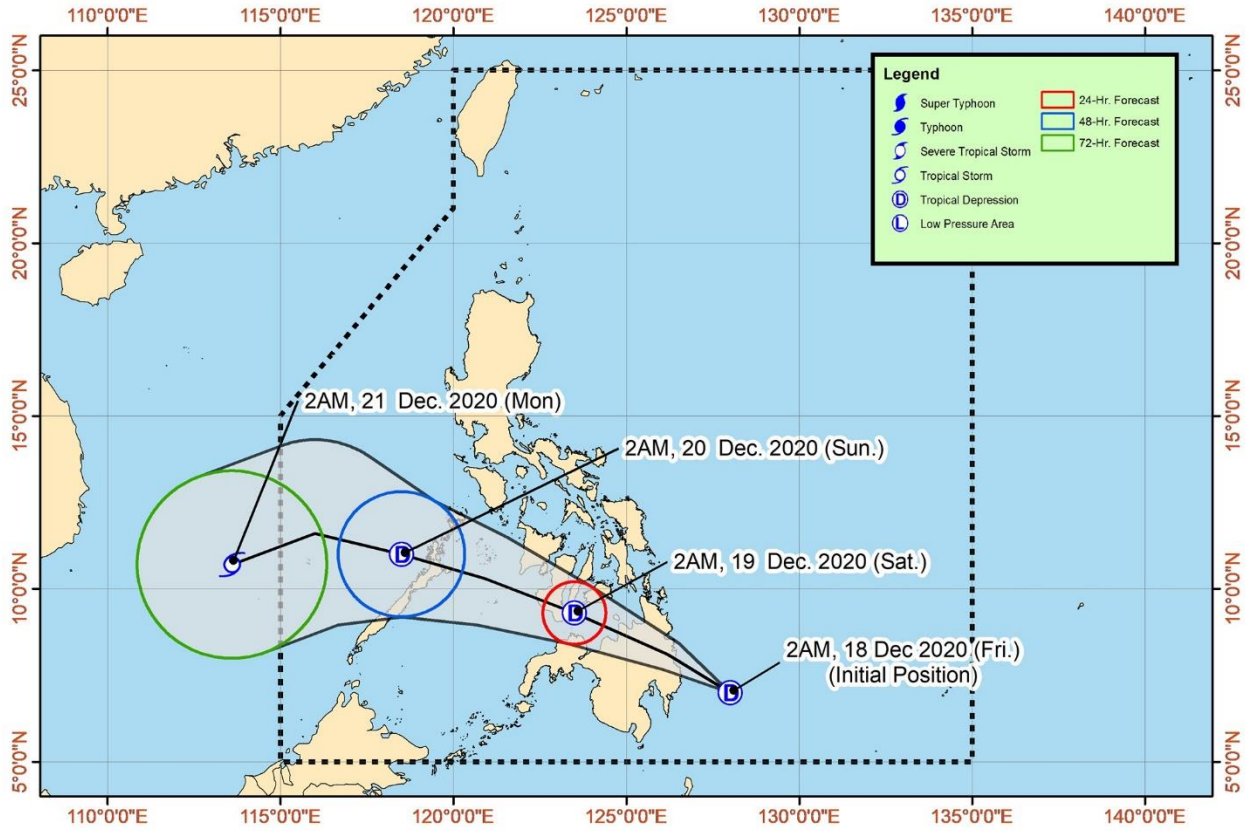 110°0'0"E 115°0'0"E 120°0'0"E 125°0'0"E 130°0'0"E 135°0'0"E 140°0'0"E
25°0'0"N
20°0'0"N
15°0'0"N
10°0'0"N
5°0'0"N
25°0'0"N
20°0'0"N
15°0'0"N
10°0'0"N
5°0'0"N
Legend
Super Typhoon
Typhoon
Severe Tropical Storm
Tropical Storm
D Tropical Depression
L Low Pressure Area
24-Hr. Forecast
48-Hr. Forecast
72-Hr. Forecast
2AM, 21 Dec. 2020 (Mon)
2AM, 20 Dec. 2020 (Sun.)
D
2AM, 19 Dec. 2020 (Sat.)
D
2AM, 18 Dec 2020 (Fri.)
(Initial Position)
D
110°0'0"E 115°0'0"E 120°0'0"E 125°0'0"E 130°0'0"E 135°0'0"E 140°0'0"E